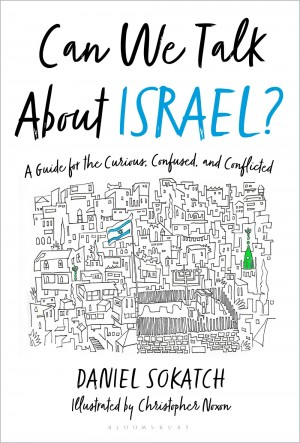 Can We Talk
About ISRAEL?
A Guide for the Curious, Confused, and Conflicted
DANIEL SOKATCH
Illustrated by Christopher Noxon
BLOOMSBURY